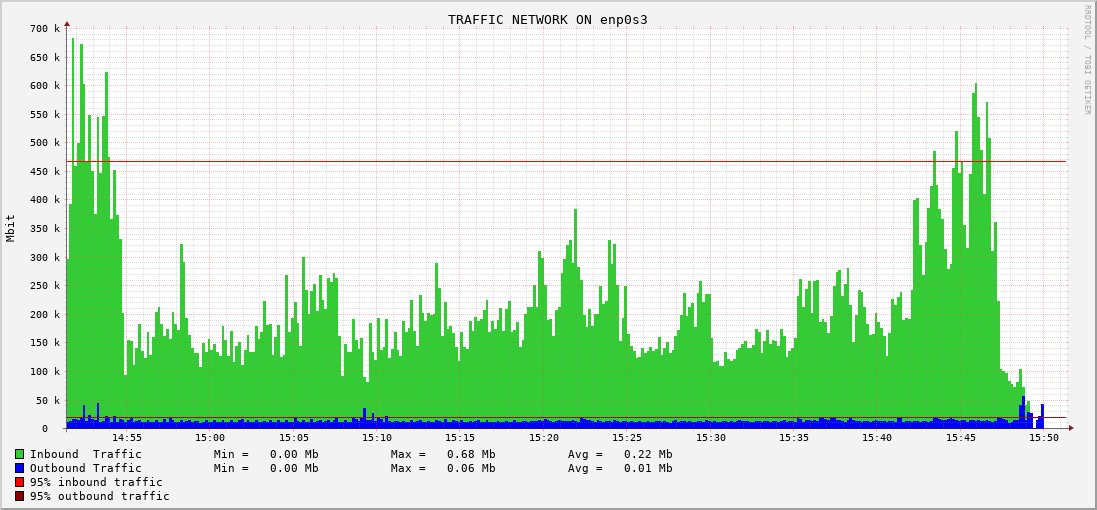 TRAFFIC NETWORK ON enp0s3
RRDTOOL / TOBI OETIKER
Mbit
700 k
650 k
600 k
550 k
500 k
450 k
400 k
350 k
300 k
250 k
200 k
150 k
100 k
50 k
0
14:55 15:00 15:05 15:10 15:15 15:20 15:25 15:30 15:35 15:40 15:45 15:50
Inbound Traffic Min = 0.00 Mb Max = 0.68 Mb Avg = 0.22 Mb
Outbound Traffic Min = 0.00 Mb Max = 0.06 Mb Avg = 0.01 Mb
95% inbound traffic
95% outbound traffic